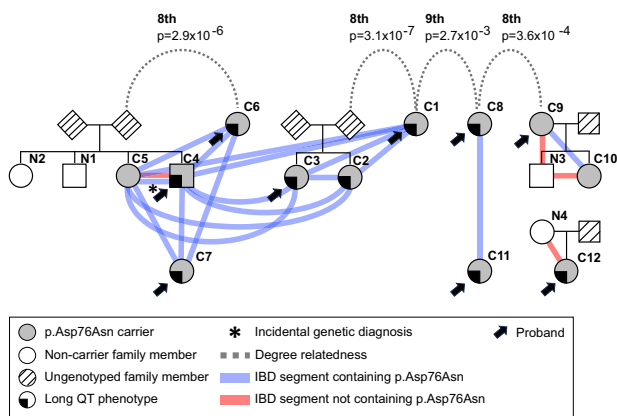 8th 8th 9th 8th
p=2.9x10-6 p=3.1x10-7 p=2.7x10-3 p=3.6x10 -4
C6 C1 C8 C9
N2 N1 C5 C4 C3 C2 N3 C10
*
N4
C7 C11 C12
p.Asp76Asn carrier * Incidental genetic diagnosis Proband
Non-carrier family member Degree relatedness
Ungenotyped family member IBD segment containing p.Asp76Asn
Long QT phenotype IBD segment not containing p.Asp76Asn